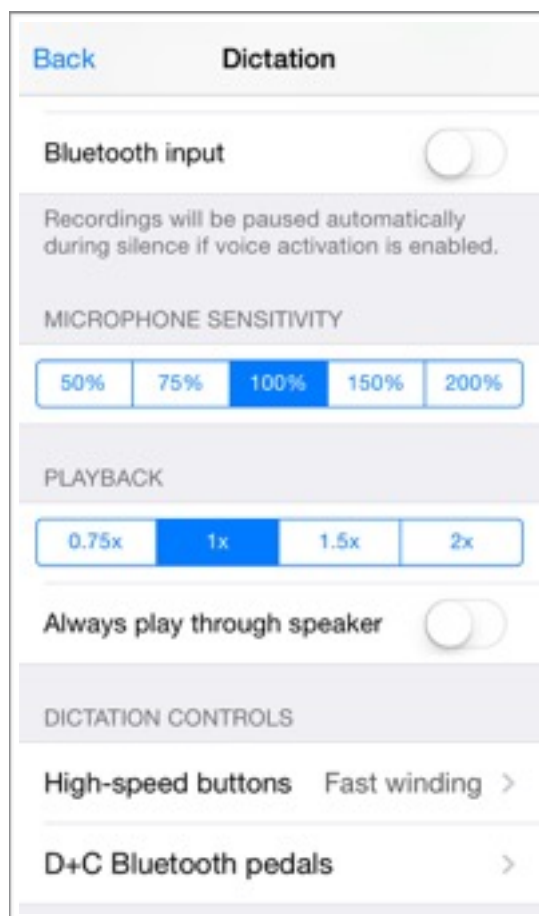 Back Dictation
Bluetooth input
Recordings will be paused automatically
during silence if voice activation is enabled.
MICROPHONE SENSITIVITY
50% 75% 100% 150% 200%
PLAYBACK
0.75x 1x 1.5x 2x
Always play through speaker
DICTATION CONTROLS
High-speed buttons Fast winding >
D+C Bluetooth pedals >